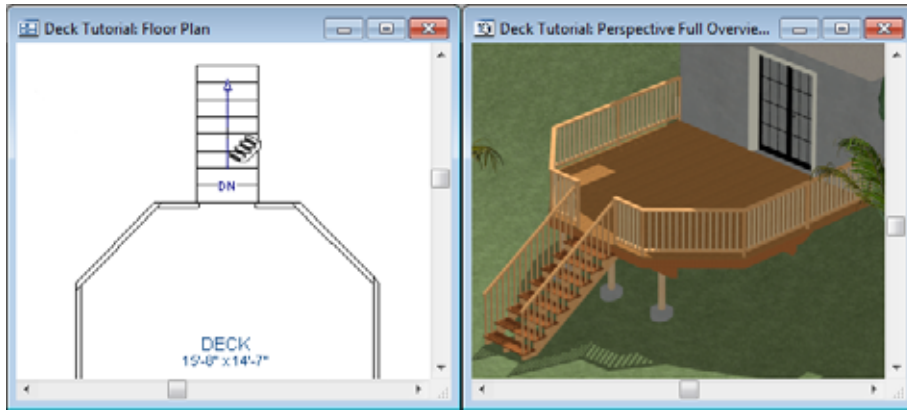 Deck Tutorial: Floor Plan
DN
DECK
15'-8" x 14'-7"
Deck Tutorial: Perspective Full Overvie...